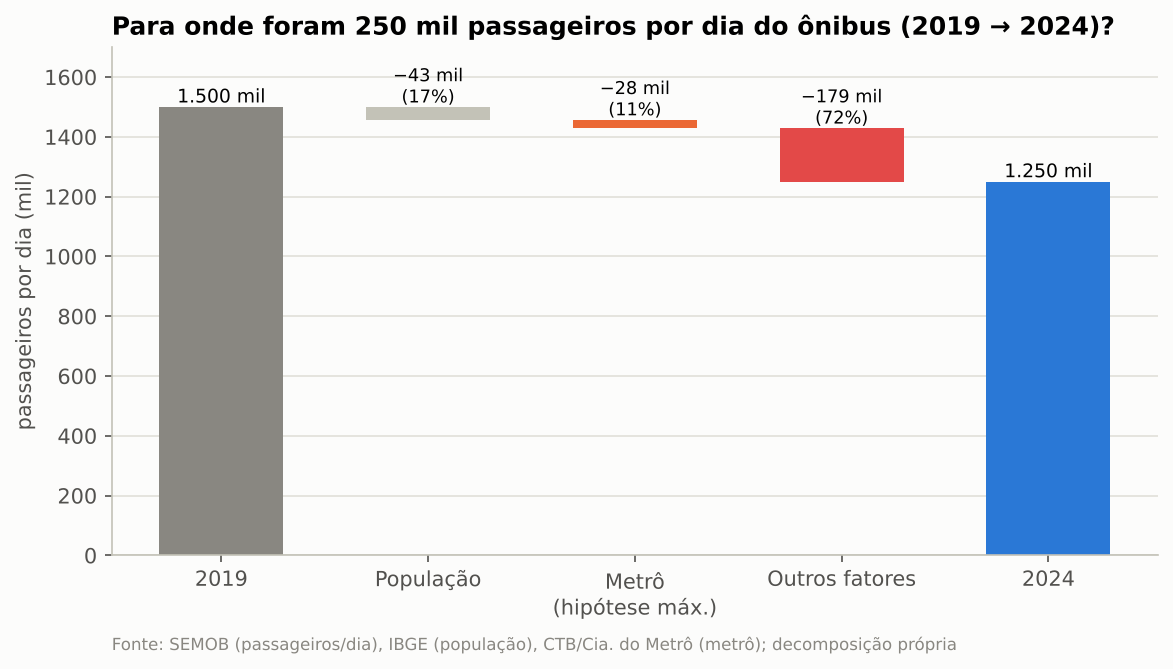 Para onde foram 250 mil passageiros por dia do ônibus (2019 → 2024)?
passageiros por dia (mil)
1600
1400
1200
1000
800
600
400
200
0
1.500 mil
−43 mil
(17%)
−28 mil
(11%)
−179 mil
(72%)
1.250 mil
2019
População
Metrô
(hipótese máx.)
Outros fatores
2024
Fonte: SEMOB (passageiros/dia), IBGE (população), CTB/Cia. do Metrô (metrô); decomposição própria